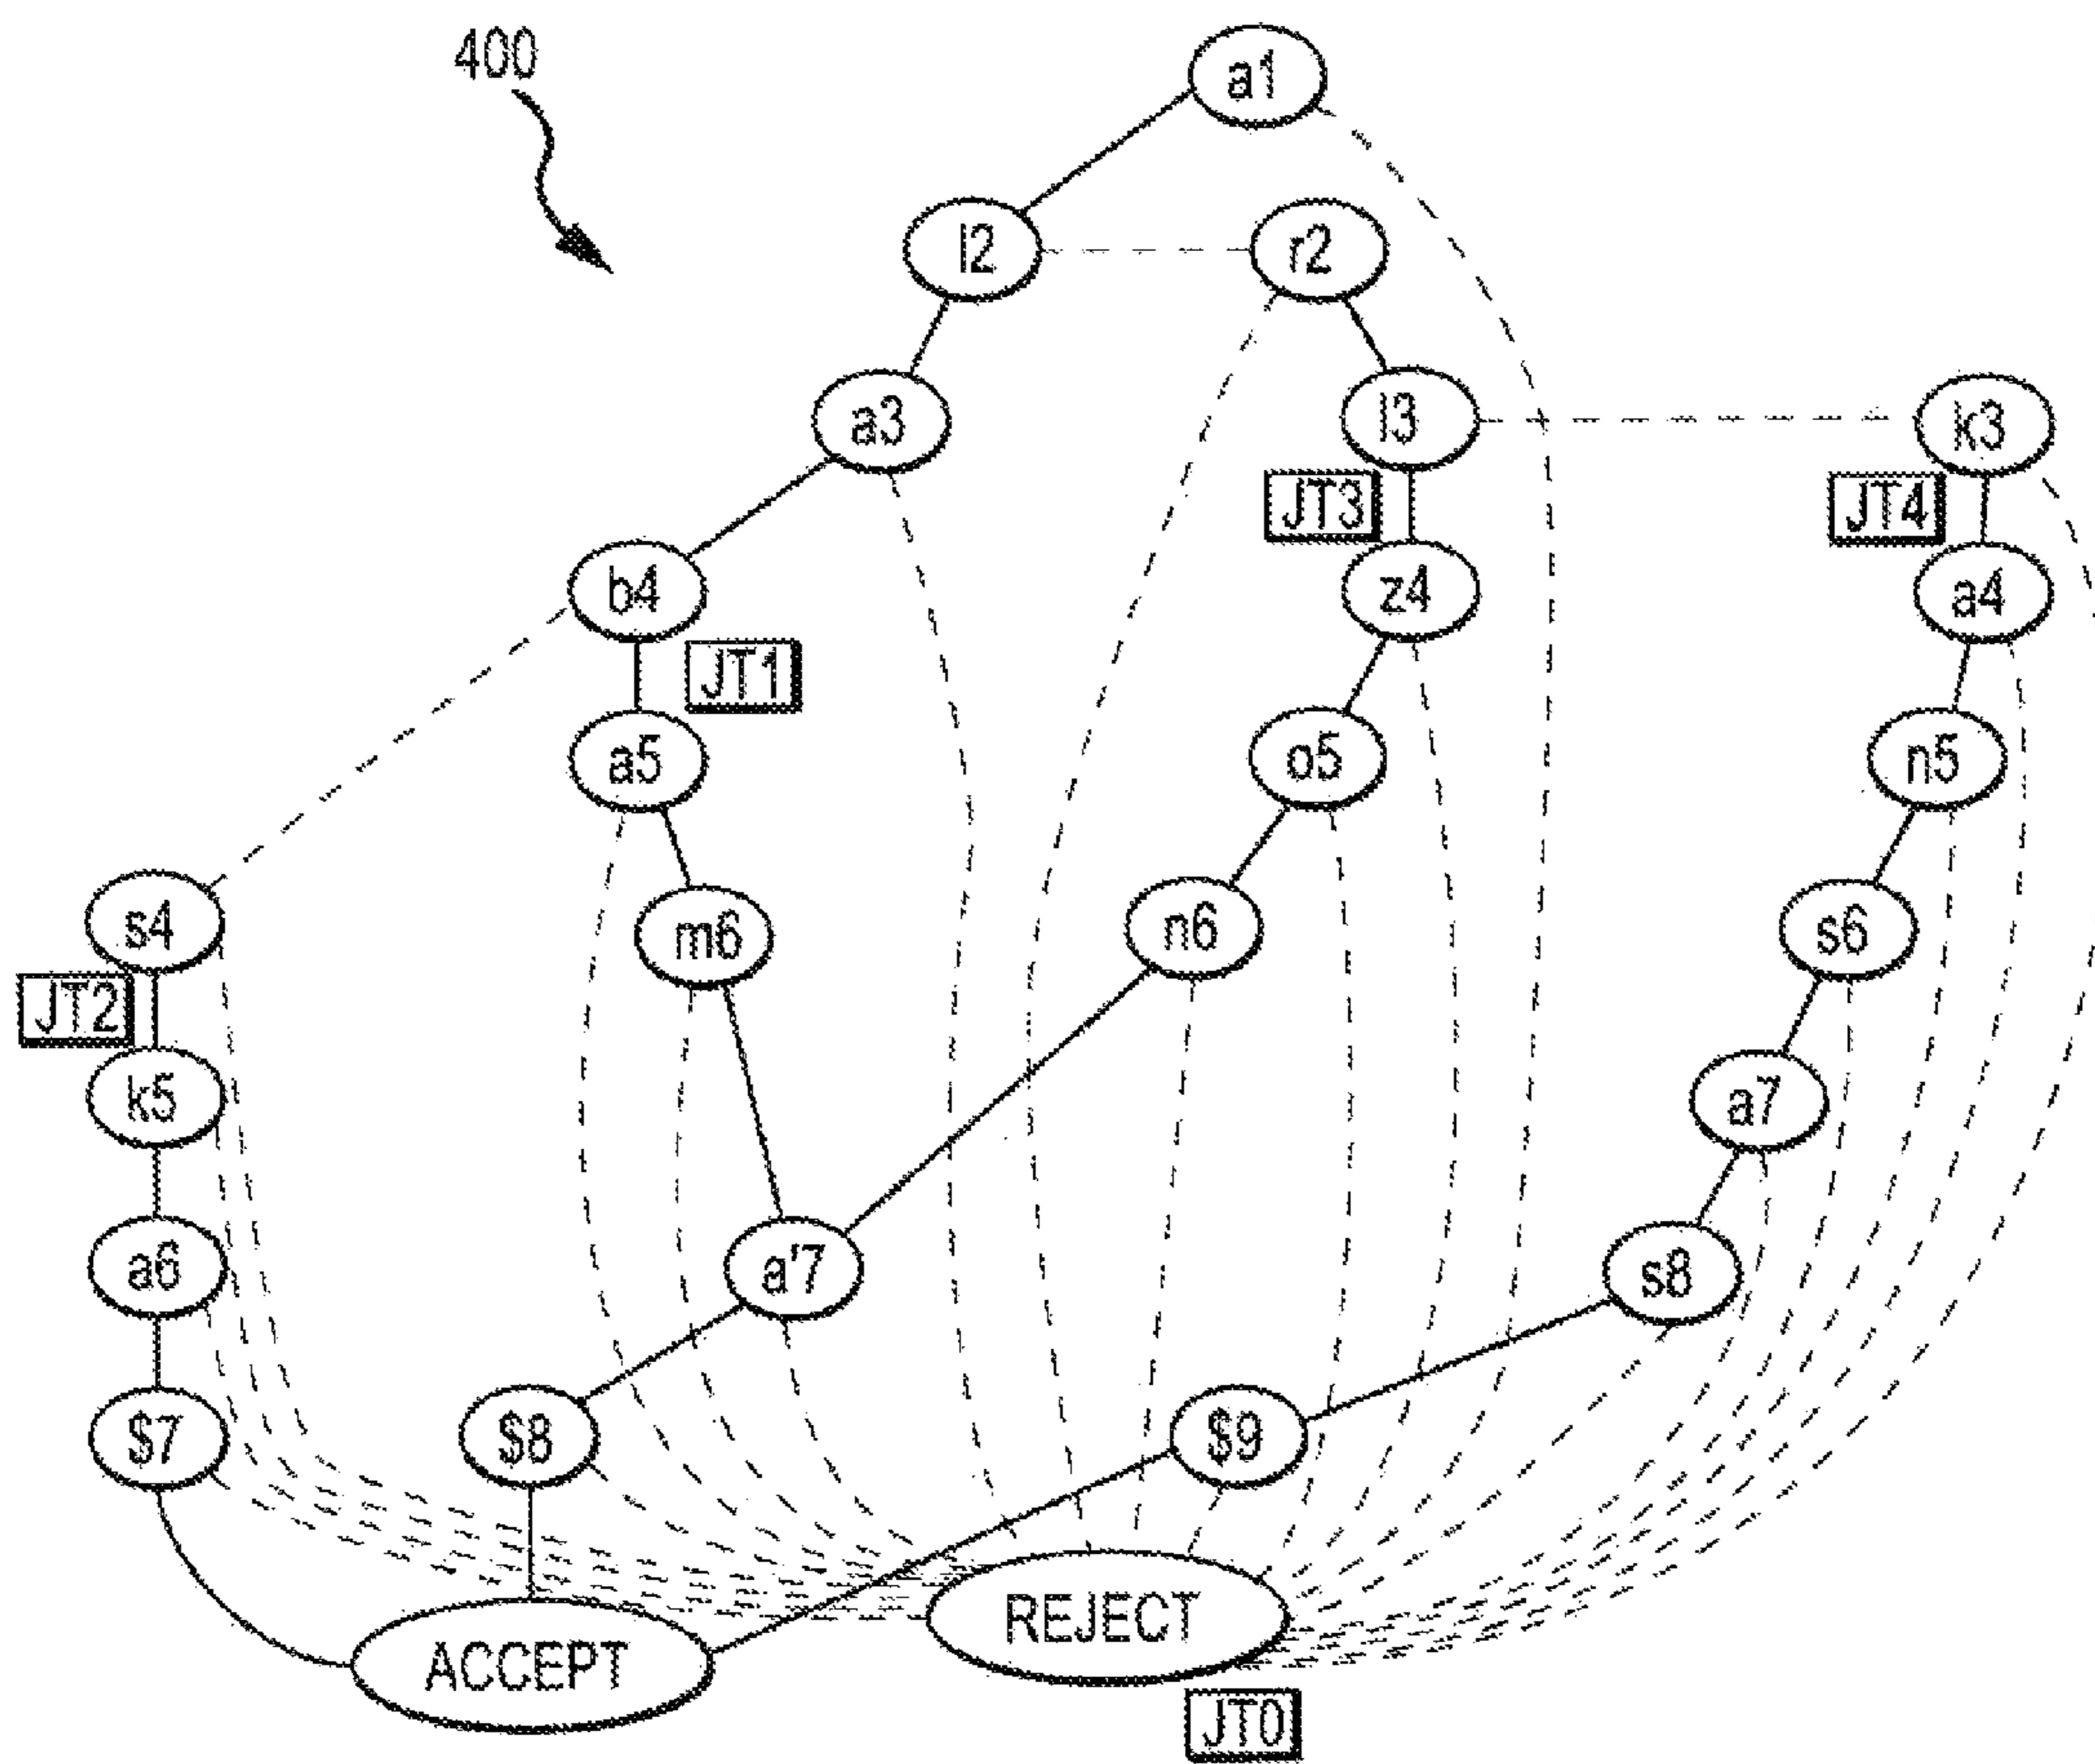 400
a1
l2
r2
a3
l3
k3
JT3
JT4
b4
z4
a4
JT1
a5
o5
n5
s4
m6
n6
s6
JT2
k5
a7
a6
a'7
s8
$7
$8
$9
REJECT
ACCEPT
JT0